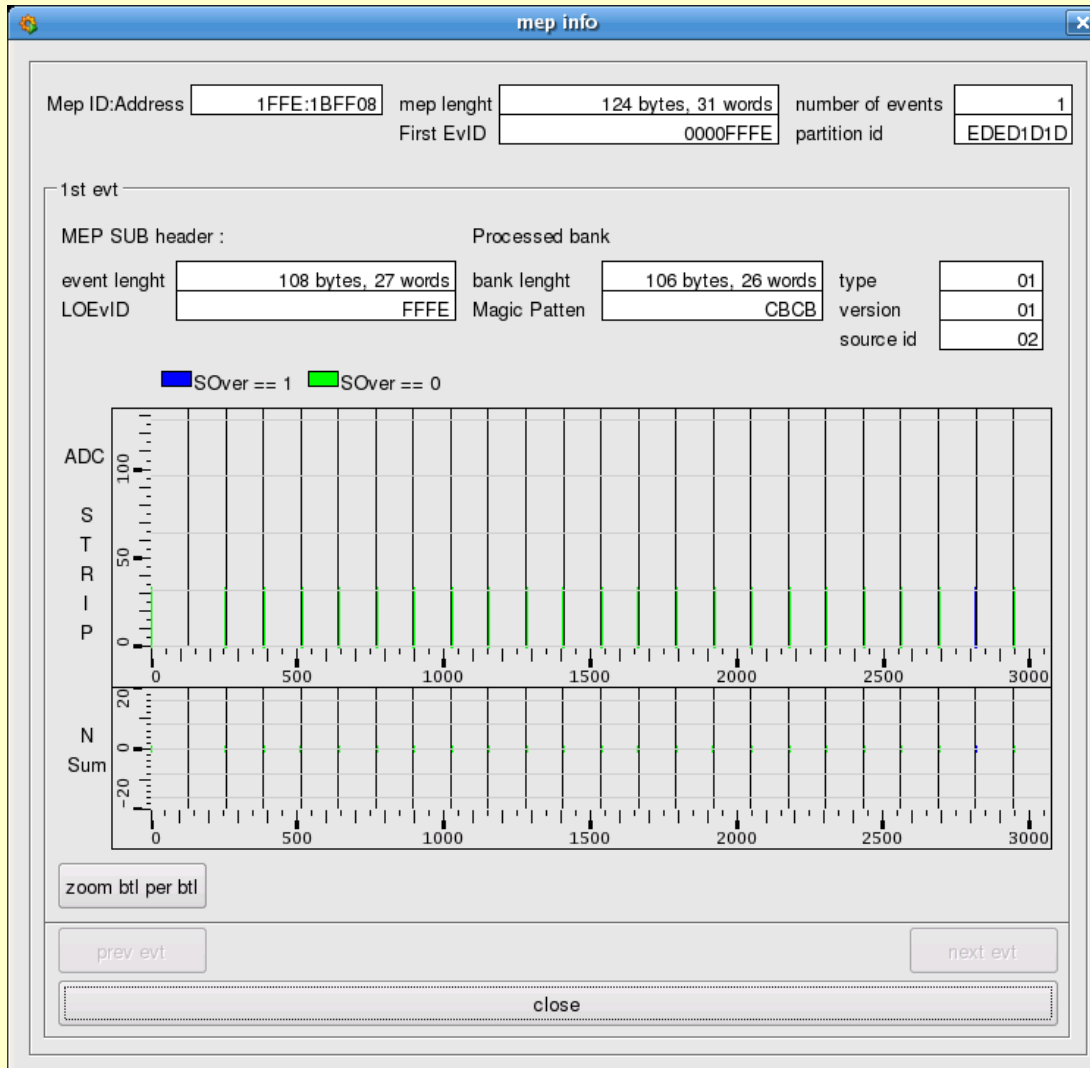 mep info
Mep ID:Address 1FFE:1BFF08 mep lenght 124 bytes, 31 words number of events 1
First EvID 0000FFFE partition id EDED1D1D
1st evt
MEP SUB header : Processed bank
event lenght 108 bytes, 27 words bank lenght 106 bytes, 26 words type 01
LOEvID FFFE Magic Patten CBCB version 01
source id 02
SOver == 1 SOver == 0
ADC
S
T
R
I
P
100
50
0
0 500 1000 1500 2000 2500 3000
N
Sum
20
0
-20
0 500 1000 1500 2000 2500 3000
zoom btl per btl
prev evt next evt
close